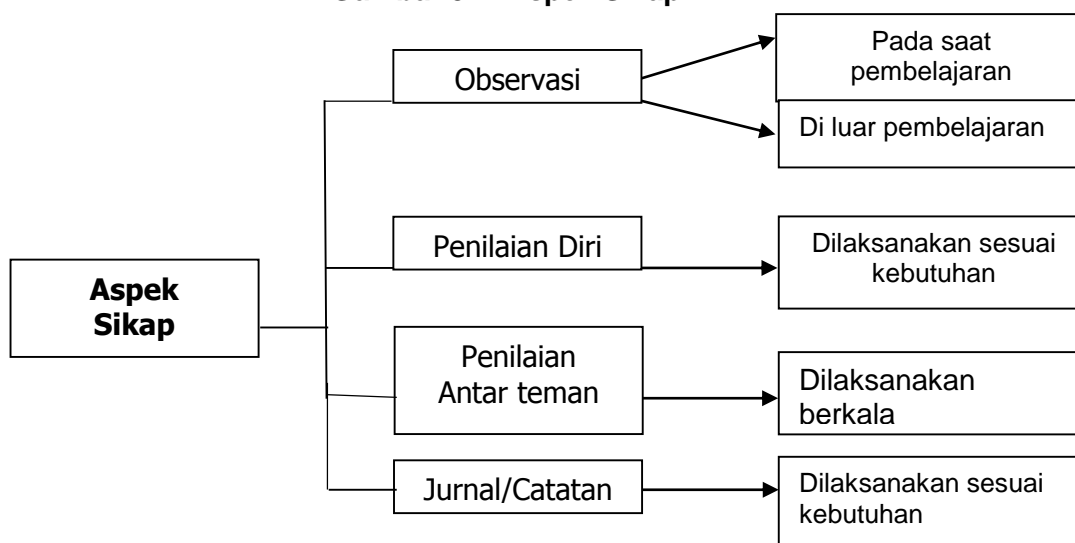 Observasi
Pada saat
pembelajaran
Di luar pembelajaran
Penilaian Diri
Dilaksanakan sesuai
kebutuhan
Aspek
Sikap
Penilaian
Antar teman
Dilaksanakan
berkala
Jurnal/Catatan
Dilaksanakan sesuai
kebutuhan